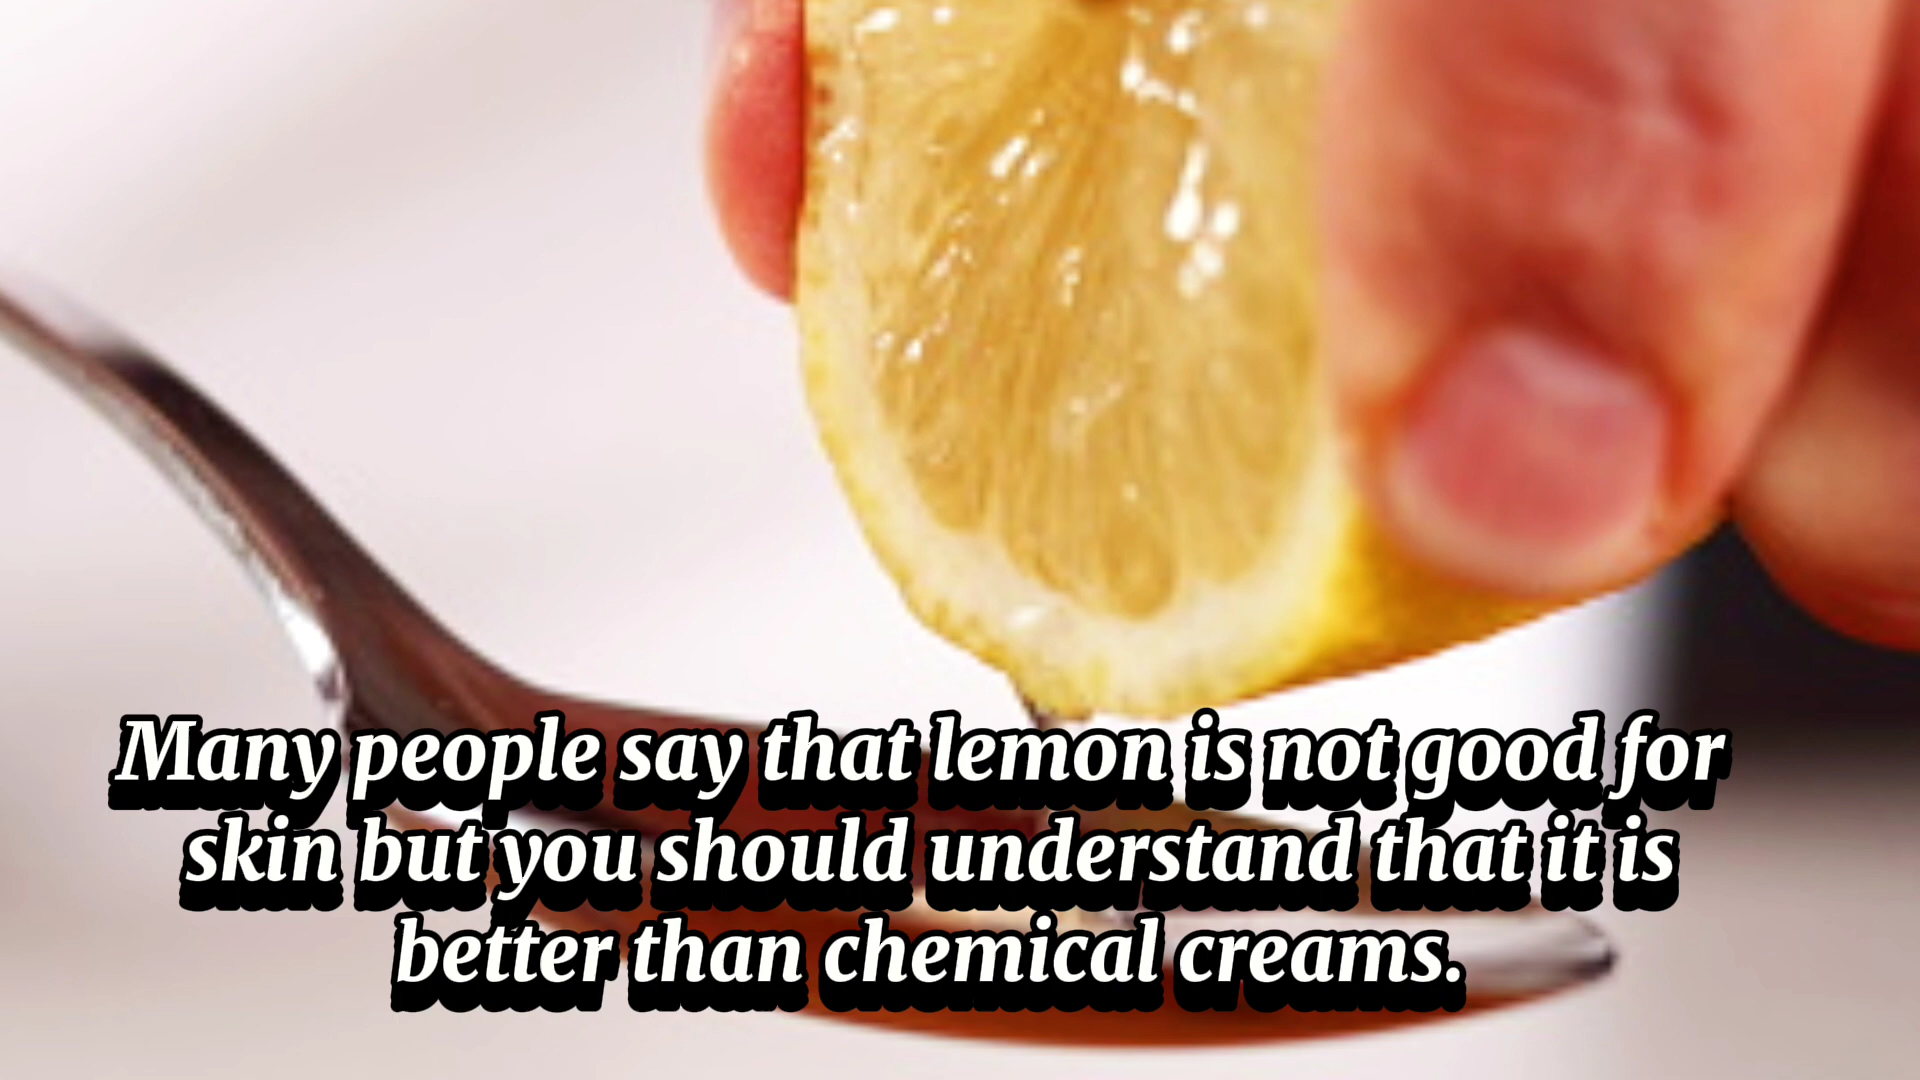 Many people say that lemon is not good for
skin but you should understand that it is
better than chemical creams.